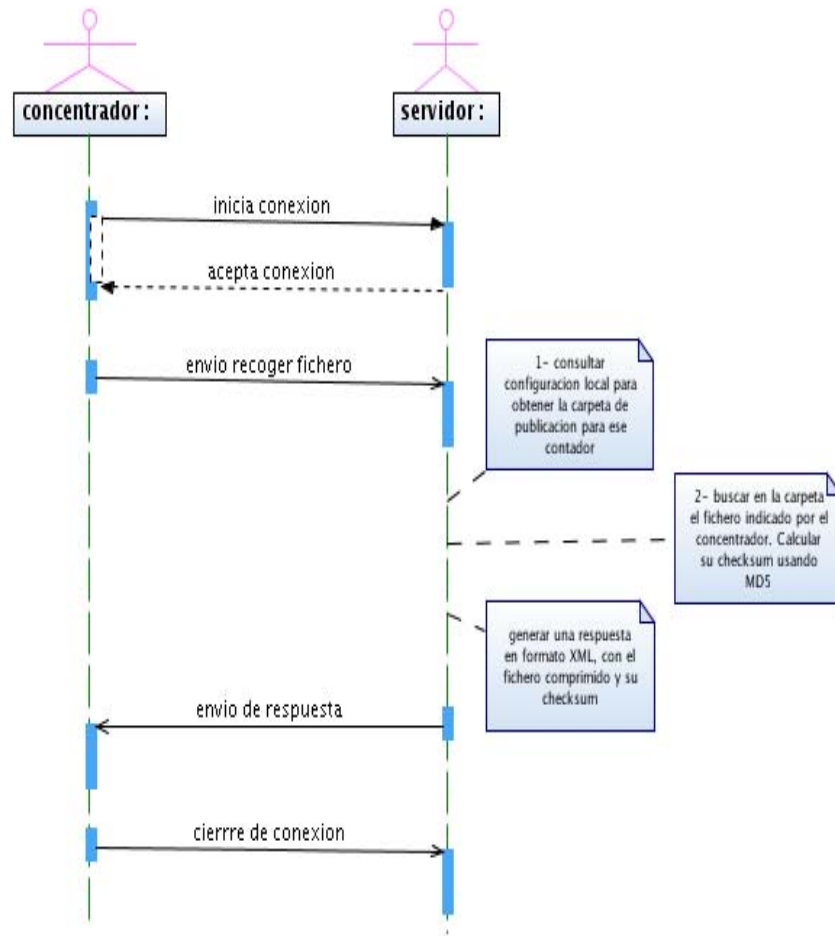 concentrador:
servidor:
inicia conexion
acepta conexion
envio recoger fichero
1- consultar
configuracion local para
obtener la carpeta de
publicacion para ese
contador
2- buscar en la carpeta
el fichero indicado por el
concentrador. Calcular
su checksum usando
MD5
generar una respuesta
en formato XML, con el
fichero comprimido y su
checksum
envio de respuesta
cierrre de conexion